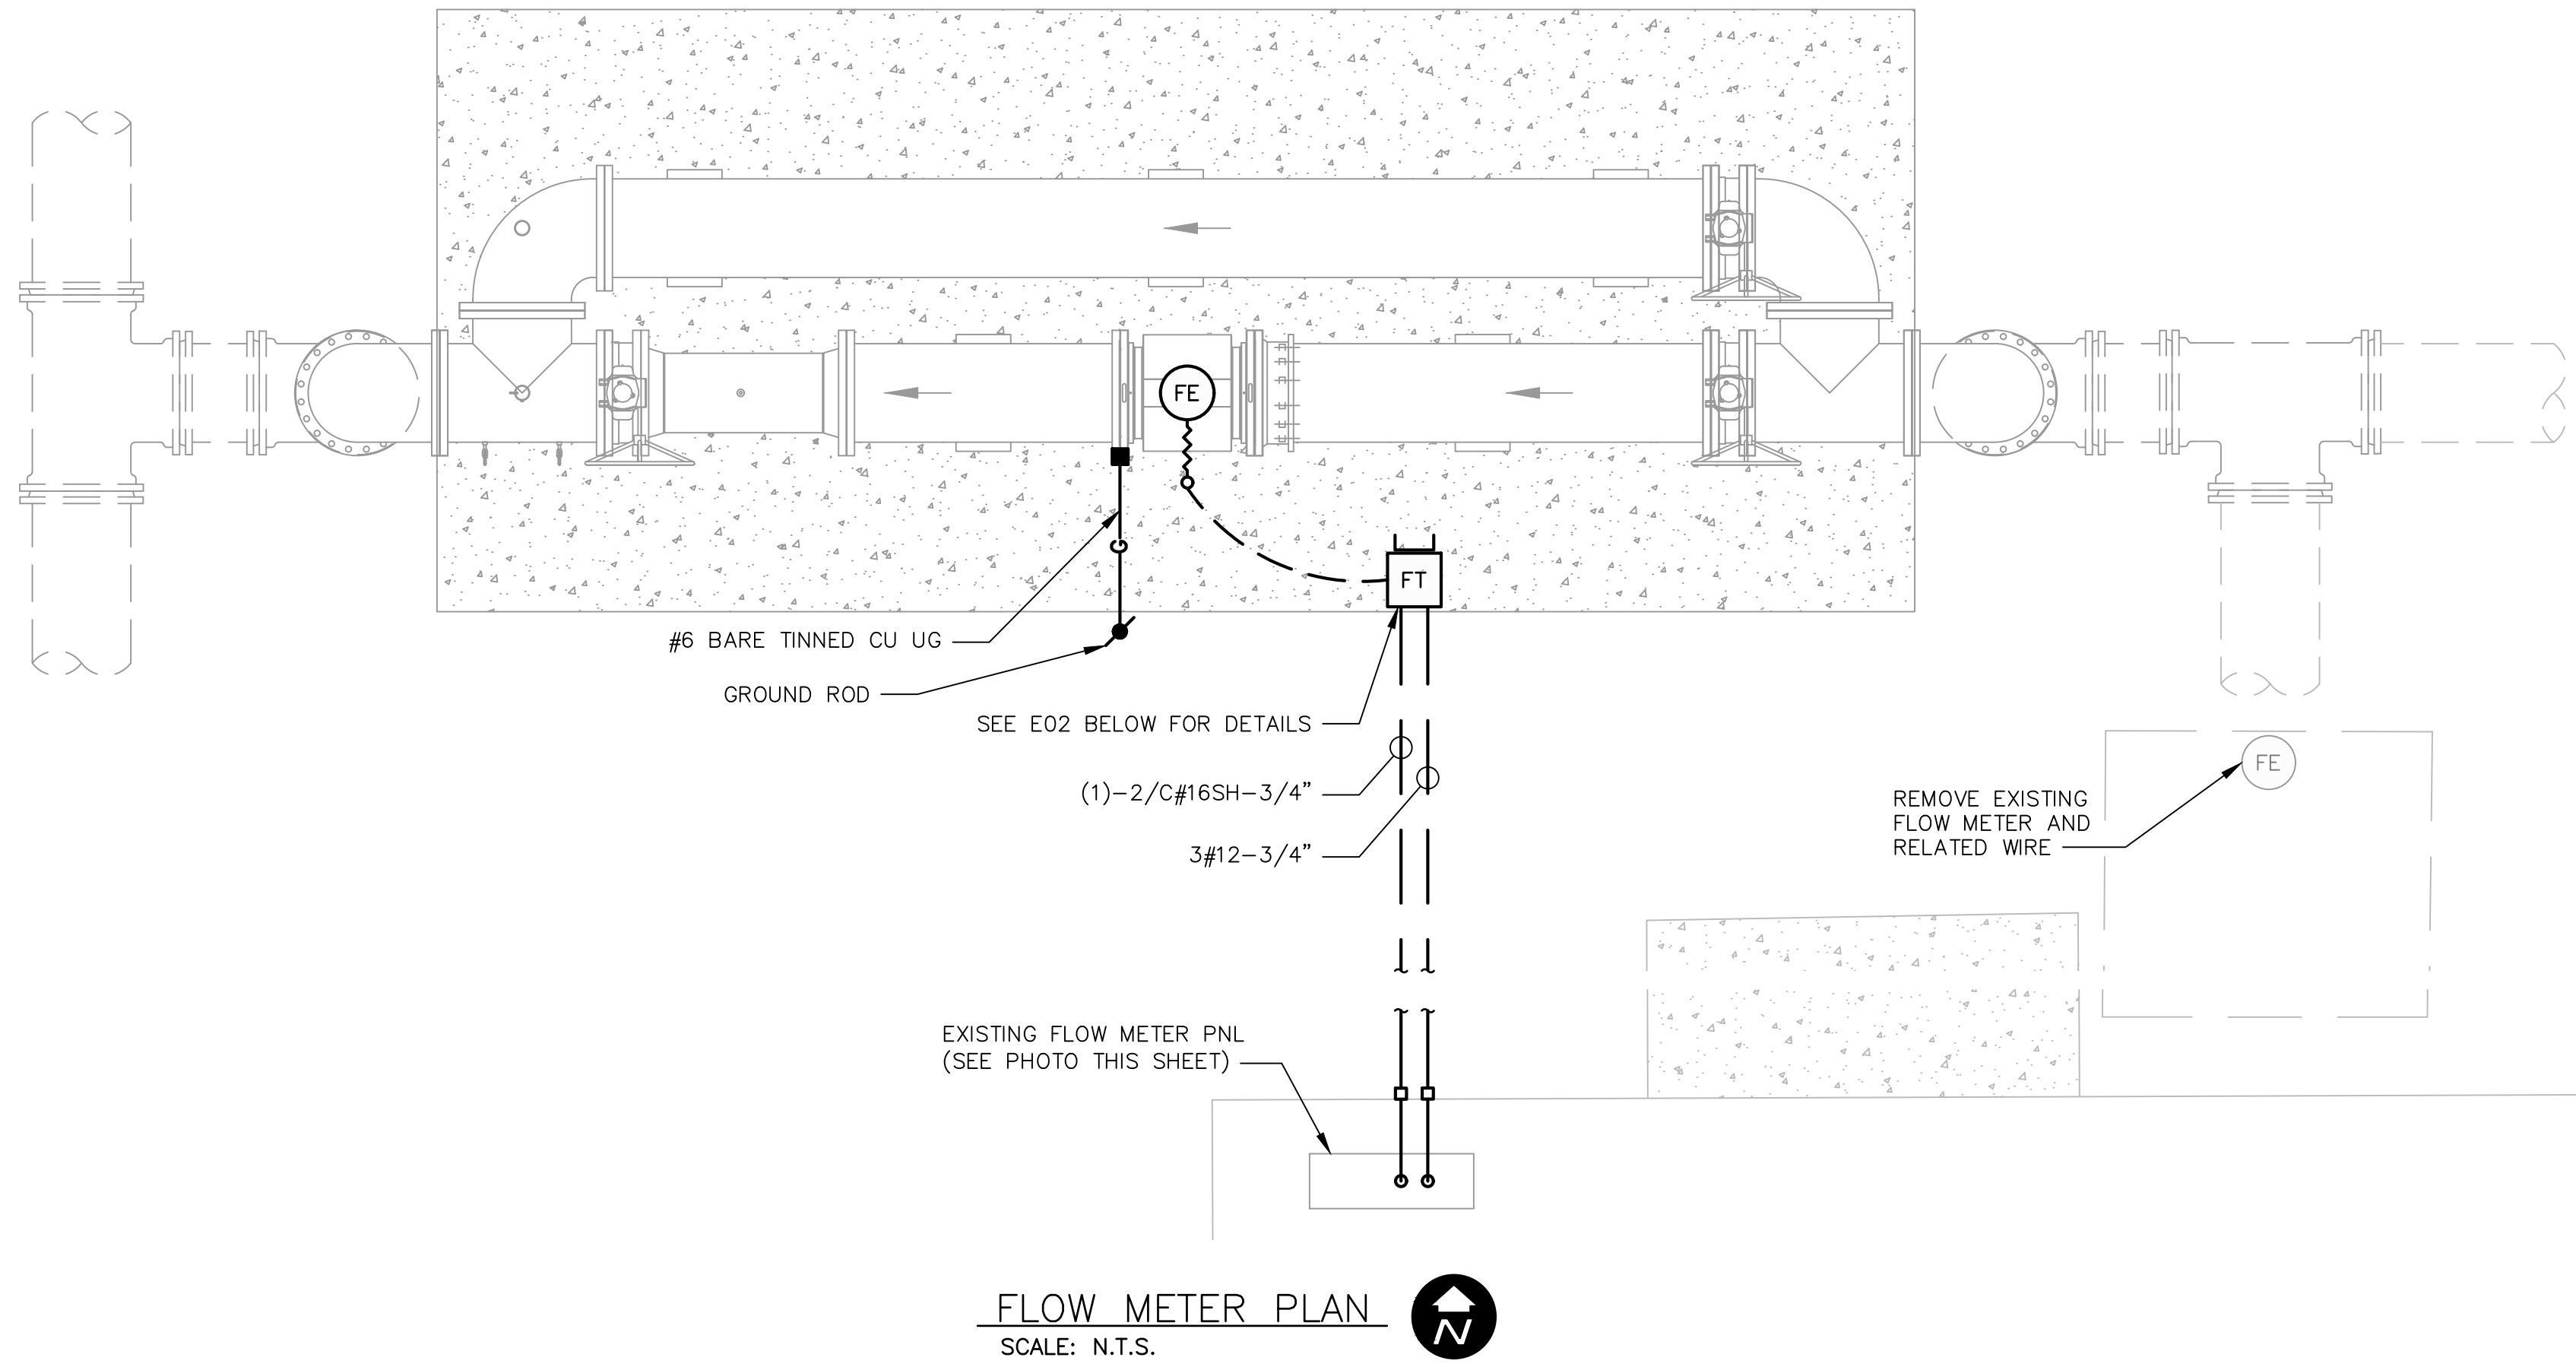 FE
FT
#6 BARE TINNED CU UG
GROUND ROD
SEE E02 BELOW FOR DETAILS
(1)-2/C#16SH-3/4"
3#12-3/4"
FE
REMOVE EXISTING
FLOW METER AND
RELATED WIRE
EXISTING FLOW METER PNL
(SEE PHOTO THIS SHEET)
FLOW METER PLAN
N
SCALE: N.T.S.